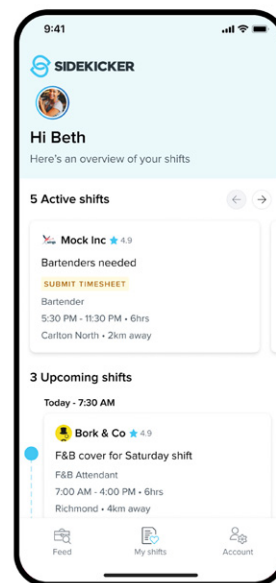 9:41
SIDEKICKER
Hi Beth
Here's an overview of your shifts
5 Active shifts
Mock Inc ★ 4.9
Bartenders needed
SUBMIT TIMESHEET
Bartender
5:30 PM - 11:30 PM • 6hrs
Carlton North • 2km away
3 Upcoming shifts
Today - 7:30 AM
Bork & Co ★ 4.9
F&B cover for Saturday shift
F&B Attendant
7:00 AM - 4:00 PM • 6hrs
Richmond • 4km away
Feed My shifts Account